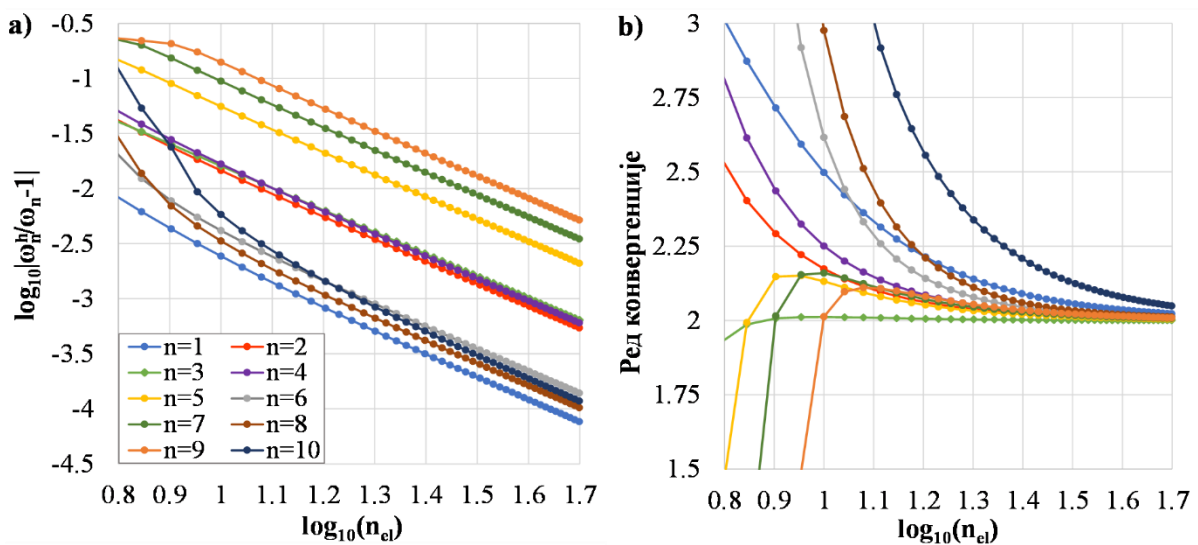 a)
log₁₀|ωₙʰ/ωₙ-1|
-0.5
-1
-1.5
-2
-2.5
-3
-3.5
-4
-4.5
n=1 n=2
n=3 n=4
n=5 n=6
n=7 n=8
n=9 n=10
0.8 0.9 1 1.1 1.2 1.3 1.4 1.5 1.6 1.7
log₁₀(nₑₗ)
b)
Ред конвергенције
3
2.75
2.5
2.25
2
1.75
1.5
0.8 0.9 1 1.1 1.2 1.3 1.4 1.5 1.6 1.7
log₁₀(nₑₗ)